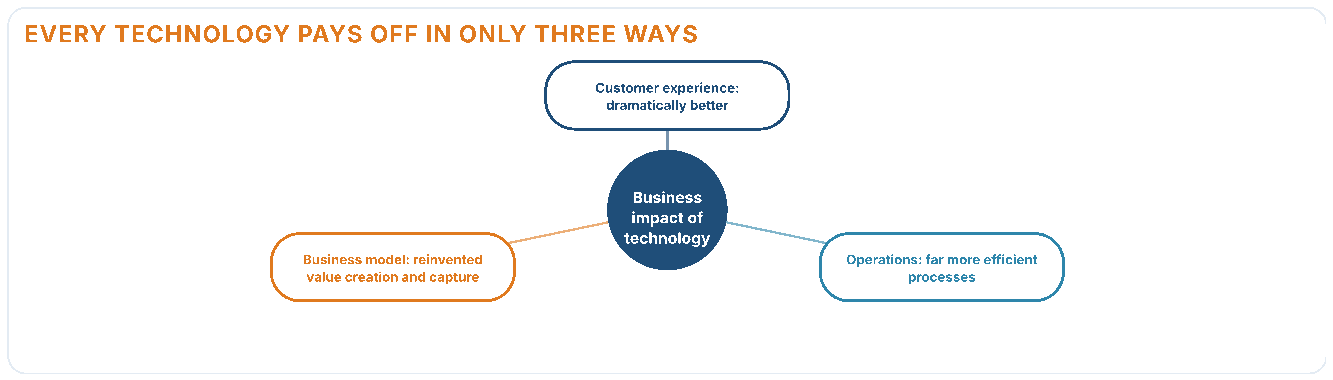 EVERY TECHNOLOGY PAYS OFF IN ONLY THREE WAYS
Customer experience:
dramatically better
Business
impact of
technology
Business model: reinvented
value creation and capture
Operations: far more efficient
processes